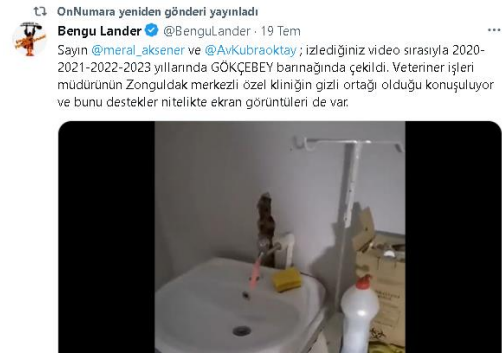 OnNumara yeniden gönderi yayınladı
Bengu Lander @BenguLander · 19 Tem
Sayın @meral_aksener ve @AvKubraoktay ; izlediğiniz video sırasıyla 2020-
2021-2022-2023 yıllarında GÖKÇEBEY barınağında çekildi. Veteriner işleri
müdürünün Zonguldak merkezli özel kliniğin gizli ortağı olduğu konuşuluyor
ve bunu destekler nitelikte ekran görüntüleri de var.